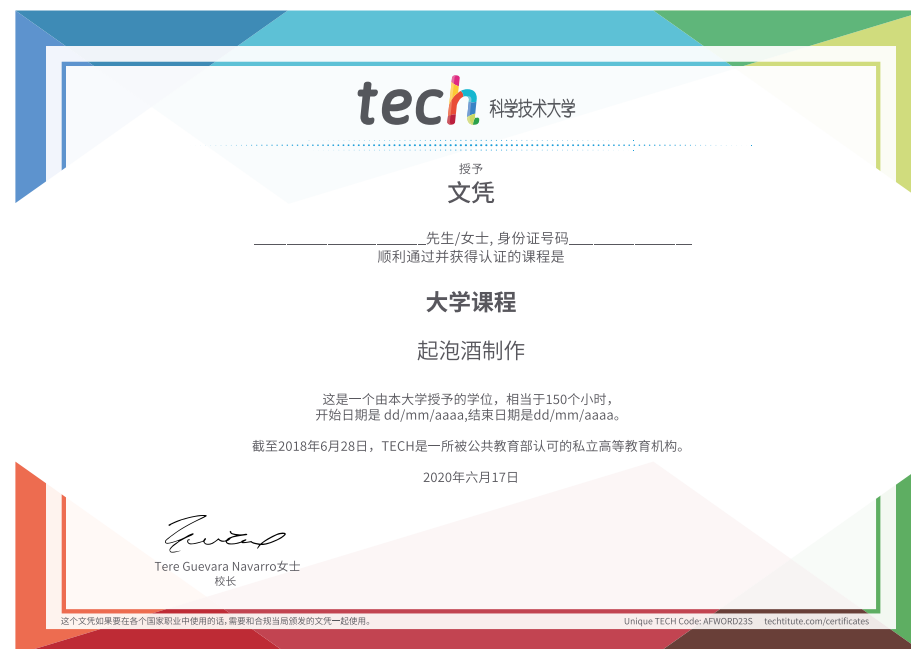 tech 科学技术大学
授予
文凭
______________________先生/女士, 身份证号码________________
顺利通过并获得认证的课程是
大学课程
起泡酒制作
这是一个由本大学授予的学位，相当于150个小时，
开始日期是 dd/mm/aaaa,结束日期是dd/mm/aaaa。
截至2018年6月28日，TECH是一所被公共教育部认可的私立高等教育机构。
2020年六月17日
Tere Guevara Navarro女士
校长
这个文凭如果要在各个国家职业中使用的话，需要和合规当局颁发的文凭一起使用。
Unique TECH Code: AFWORD23S techtitute.com/certificates